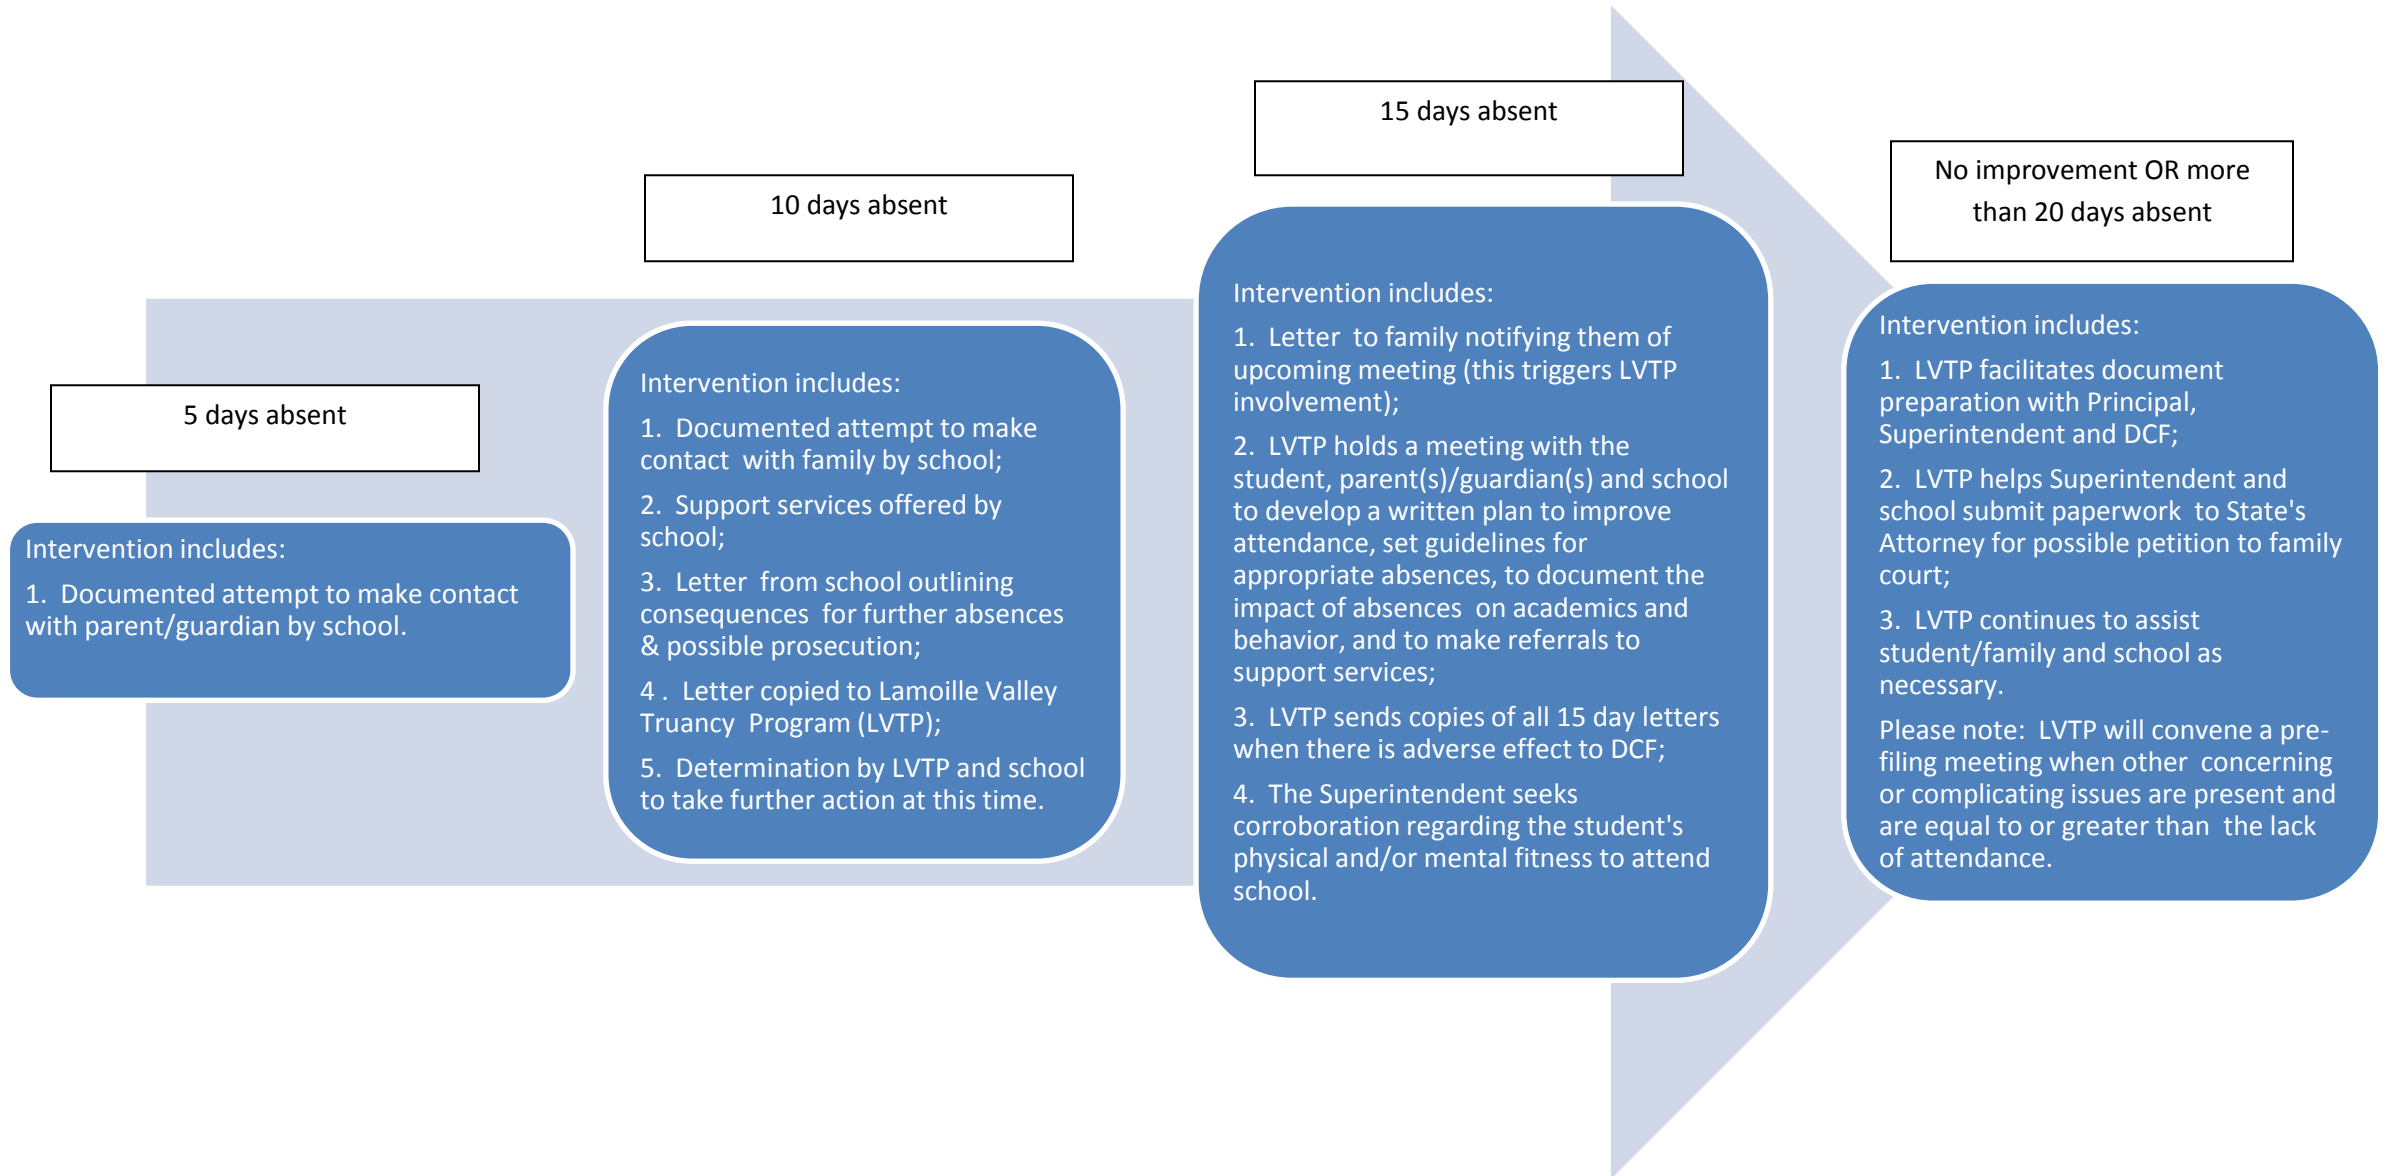 5 days absent
Intervention includes:
1.  Documented attempt to make contact
with parent/guardian by school.
10 days absent
Intervention includes:
1.  Documented attempt to make
contact  with family by school;
2.  Support services offered by
school;
3.  Letter  from school outlining
consequences  for further absences
& possible prosecution;
4 .  Letter copied to Lamoille Valley
Truancy  Program (LVTP);
5.  Determination by LVTP and school
to take further action at this time.
15 days absent
Intervention includes:
1.  Letter  to family notifying them of
upcoming meeting (this triggers LVTP
involvement);
2.  LVTP holds a meeting with the
student, parent(s)/guardian(s) and school
to develop a written plan to improve
attendance, set guidelines for
appropriate absences, to document the
impact of absences  on academics and
behavior, and to make referrals to
support services;
3.  LVTP sends copies of all 15 day letters
when there is adverse effect to DCF;
4.  The Superintendent seeks
corroboration regarding the student's
physical and/or mental fitness to attend
school.
No improvement OR more
than 20 days absent
Intervention includes:
1.  LVTP facilitates document
preparation with Principal,
Superintendent and DCF;
2.  LVTP helps Superintendent and
school submit paperwork  to State's
Attorney for possible petition to family
court;
3.  LVTP continues to assist
student/family and school as
necessary.
Please note:  LVTP will convene a pre-
filing meeting when other  concerning
or complicating issues are present and
are equal to or greater than  the lack
of attendance.